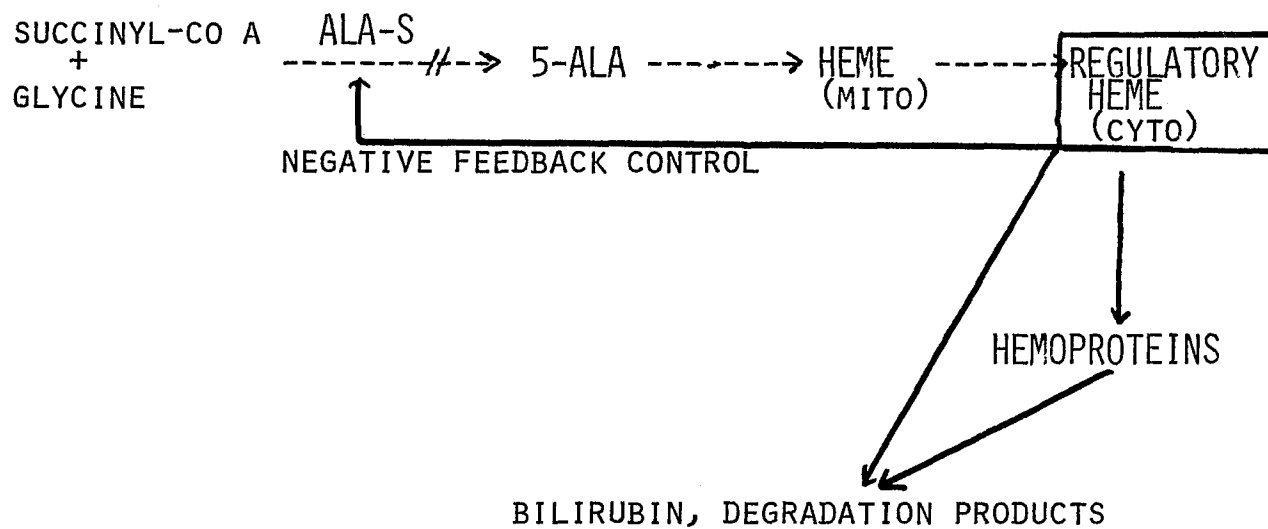 SUCCINYL-CO A
+
GLYCINE
ALA-S
5-ALA
HEME
(MITO)
REGULATORY
HEME
(CYTO)
NEGATIVE FEEDBACK CONTROL
HEMOPROTEINS
BILIRUBIN, DEGRADATION PRODUCTS